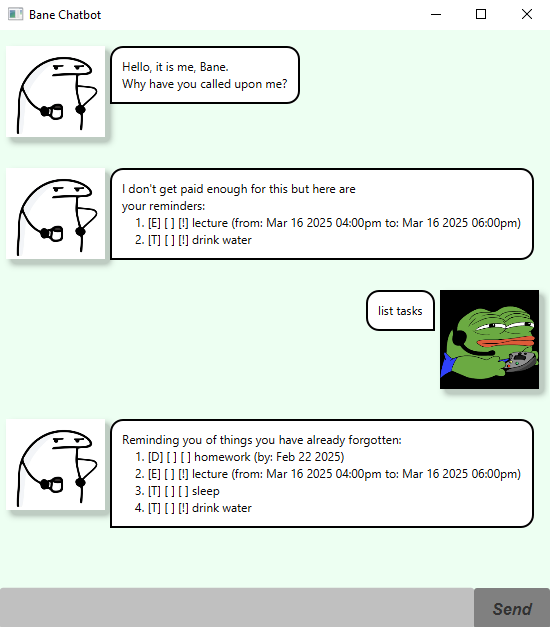 Bane Chatbot
Hello, it is me, Bane.
Why have you called upon me?
I don't get paid enough for this but here are
your reminders:
1. [E] [ ] [!] lecture (from: Mar 16 2025 04:00pm to: Mar 16 2025 06:00pm)
2. [T] [ ] [!] drink water
list tasks
Reminding you of things you have already forgotten:
1. [D] [ ] [ ] homework (by: Feb 22 2025)
2. [E] [ ] [!] lecture (from: Mar 16 2025 04:00pm to: Mar 16 2025 06:00pm)
3. [T] [ ] [ ] sleep
4. [T] [ ] [!] drink water
Send